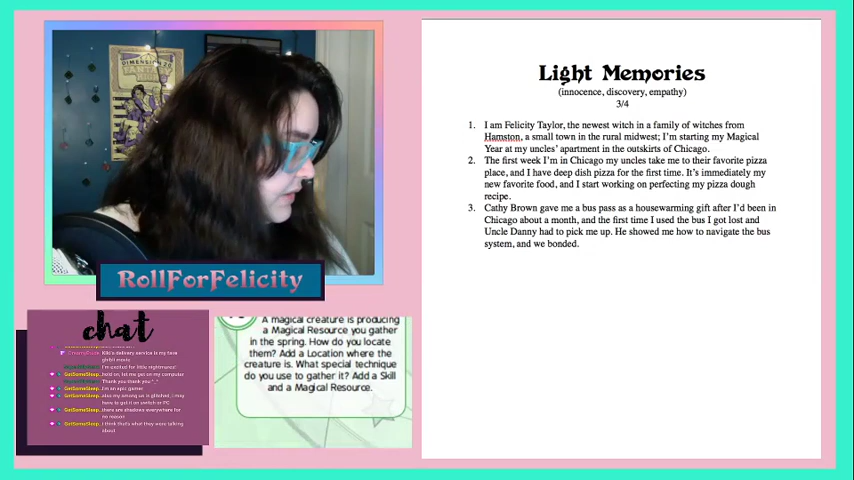 DIMENSION 20
FANTASY
RollForFelicity
chat
Kiki's delivery service is my fave
ghibli movie
I'm excited for little nightmares!
GetSomeSleep_: hold on, let me get on my computer
Thank you thank you ^_^
GetSomeSleep_: I'm an epic gamer
GetSomeSleep_: also my among us is glitched, i may
have to get it on switch or PC
GetSomeSleep_: there are shadows everywhere for
no reason
GetSomeSleep_: I think that's what they were talking
about
A magical creature is producing
a Magical Resource you gather
in the spring. How do you locate
them? Add a Location where the
creature is. What special technique
do you use to gather it? Add a Skill
and a Magical Resource.
Light Memories
(innocence, discovery, empathy)
3/4
1. I am Felicity Taylor, the newest witch in a family of witches from
Hamston, a small town in the rural midwest; I'm starting my Magical
Year at my uncles' apartment in the outskirts of Chicago.
2. The first week I'm in Chicago my uncles take me to their favorite pizza
place, and I have deep dish pizza for the first time. It's immediately my
new favorite food, and I start working on perfecting my pizza dough
recipe.
3. Cathy Brown gave me a bus pass as a housewarming gift after I'd been in
Chicago about a month, and the first time I used the bus I got lost and
Uncle Danny had to pick me up. He showed me how to navigate the bus
system, and we bonded.